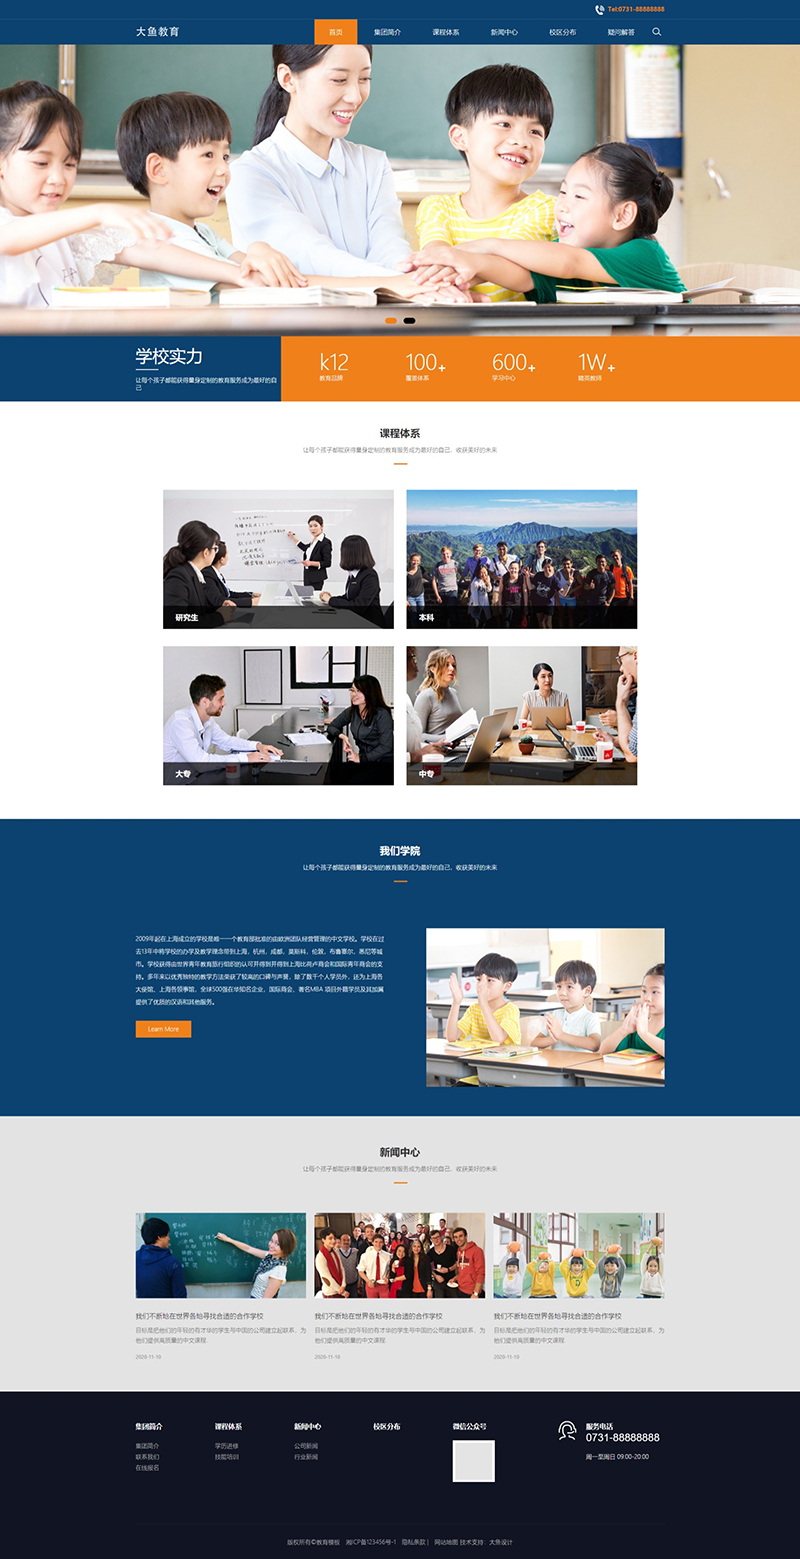 Tel:0731-88888888
大鱼教育
首页 集团简介 课程体系 新闻中心 校区分布 疑问解答
学校实力
让每个孩子都能获得量身定制的教育服务成为最好的自
己
k12 100+ 600+ 1W+
教育品牌 覆盖体系 学习中心 精英教师
课程体系
让每个孩子都能获得量身定制的教育服务成为最好的自己、收获美好的未来
研究生 本科
大专 中专
我们学院
让每个孩子都能获得量身定制的教育服务成为最好的自己、收获美好的未来
2009年起在上海成立的学校是唯一一个教育部批准的由欧洲团队经营管理的中文学校。学校在过
去13年中将学校的办学及教学理念带到上海，杭州，成都，莫斯科，伦敦，布鲁塞尔，悉尼等城
市。学校获得由世界青年教育旅行组织的认可并得到开得到上海比荷卢商会和国际青年商会的支
持。多年来以优秀独特的教学方法荣获了较高的口碑与声誉，除了数千个人学员外，还为上海各
大使馆，上海各领事馆，全球500强在华知名企业，国际商会，著名MBA 项目外籍学员及其加属
提供了优质的汉语和其他服务。
Learn More
新闻中心
让每个孩子都能获得量身定制的教育服务成为最好的自己、收获美好的未来
我们不断地在世界各地寻找合适的合作学校 我们不断地在世界各地寻找合适的合作学校 我们不断地在世界各地寻找合适的合作学校
目标是把他们的年轻的有才华的学生与中国的公司建立起联系，为 目标是把他们的年轻的有才华的学生与中国的公司建立起联系，为 目标是把他们的年轻的有才华的学生与中国的公司建立起联系，为
他们提供高质量的中文课程. 他们提供高质量的中文课程. 他们提供高质量的中文课程.
集团简介 课程体系 新闻中心 校区分布 微信公众号 服务电话
0731-88888888
集团简介 学历进修 公司新闻
联系我们 技能培训 行业新闻 周一至周日 09:00-20:00
在线报名
版权所有©教育模板 湘ICP备123456号-1 隐私条款 | 网站地图 技术支持：大鱼设计